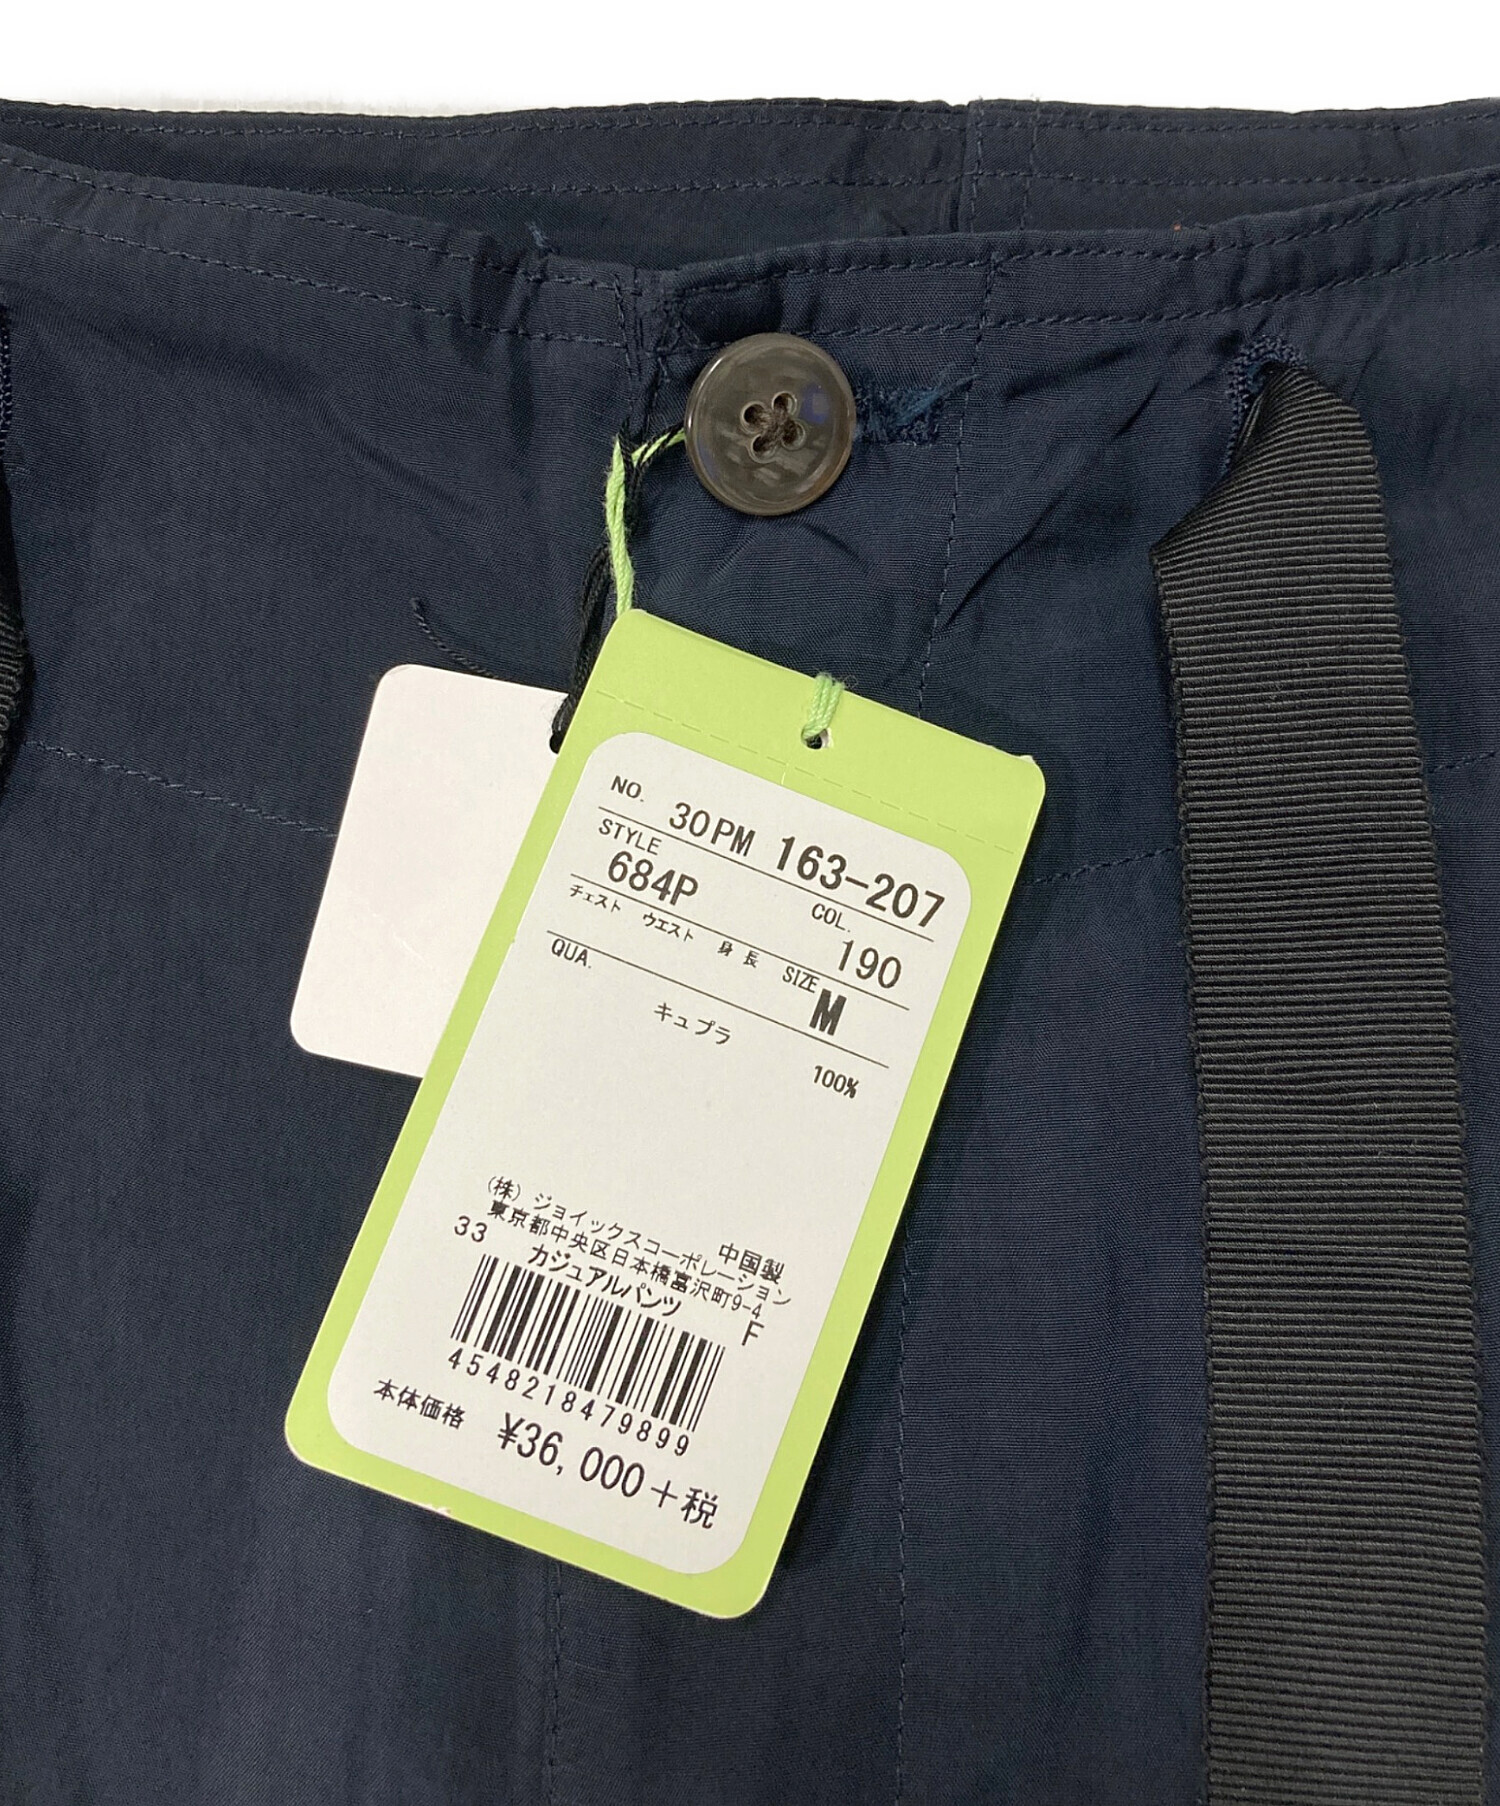 NO. 30PM 163-207
STYLE 684P COL. 190
チェスト ウエスト 身長 SIZE M
QUA.
キュプラ
100%
(株) ジョイックスコーポレーション 中国製
東京都中央区日本橋富沢町9-4
33 カジュアルパンツ F
4548218479899
本体価格 ¥36,000+税